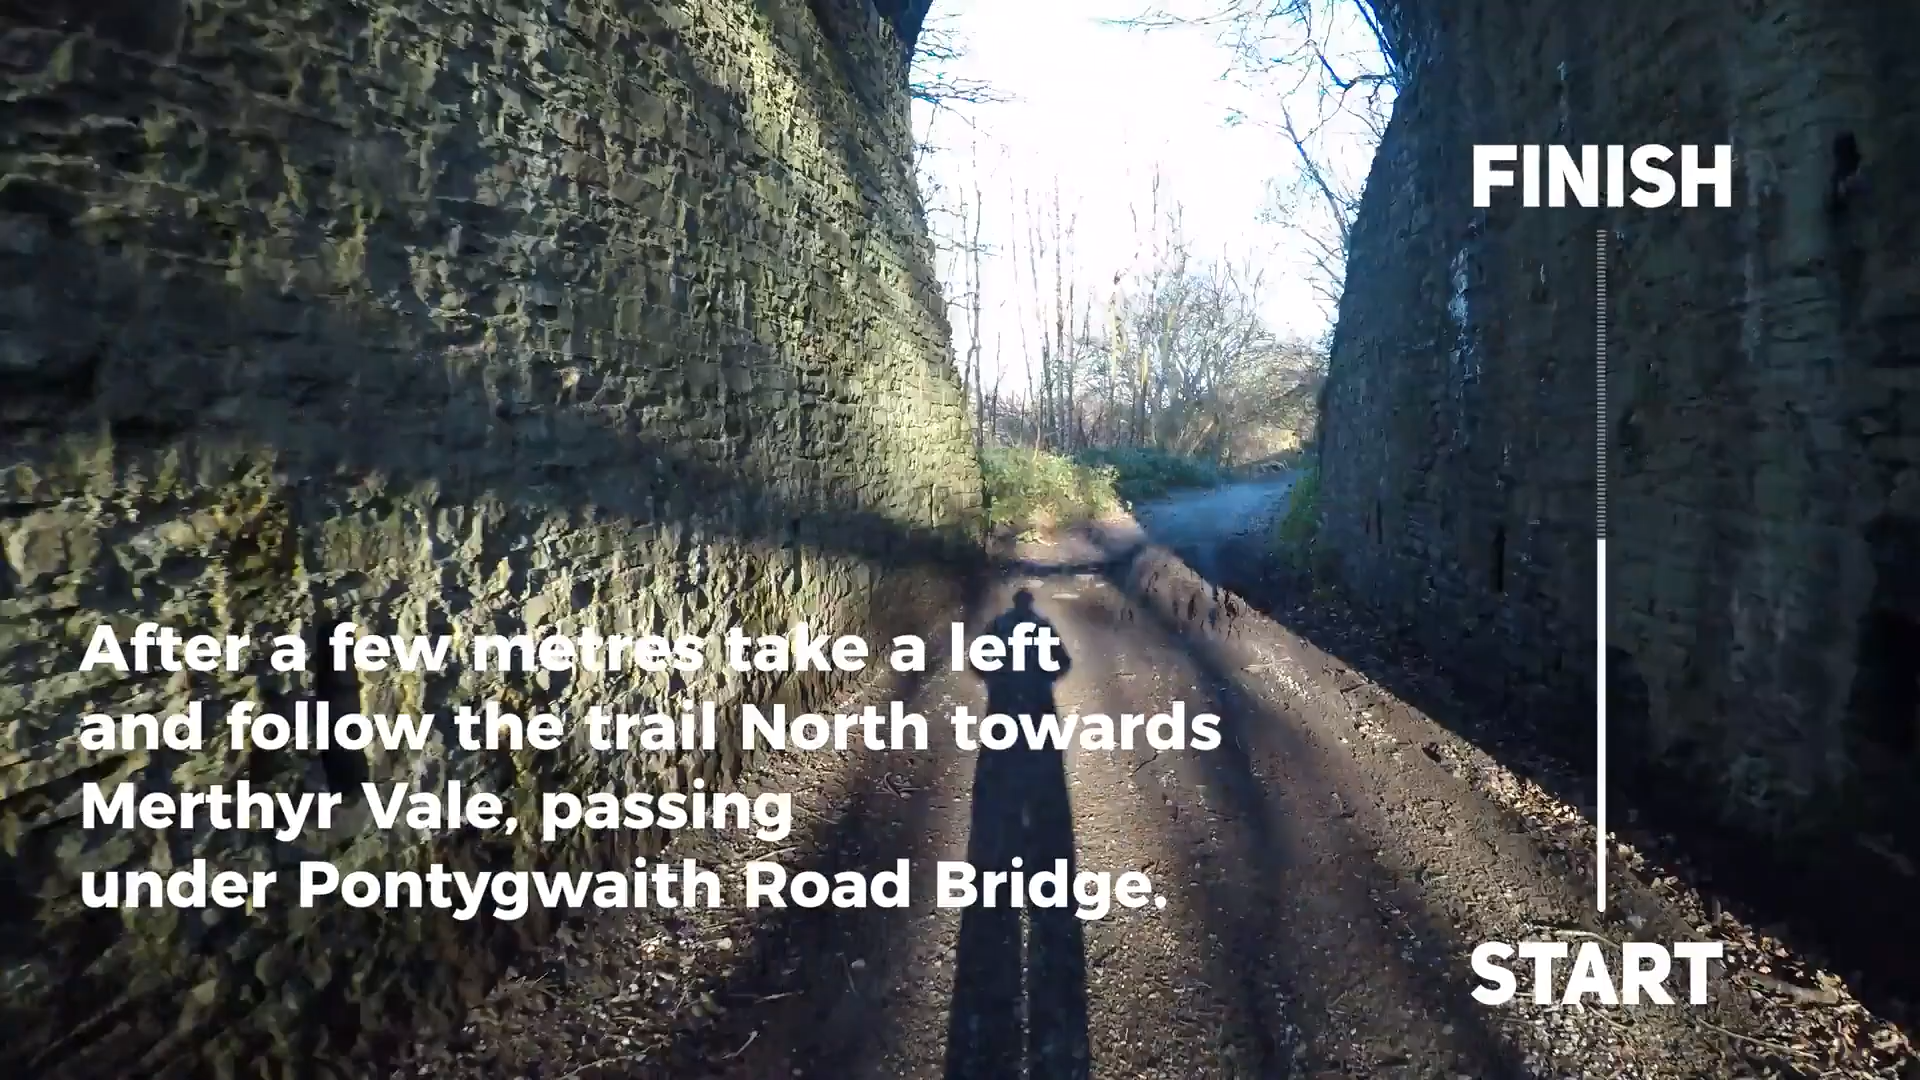 FINISH
After a few metres take a left
and follow the trail North towards
Merthyr Vale, passing
under Pontygwaith Road Bridge.
START